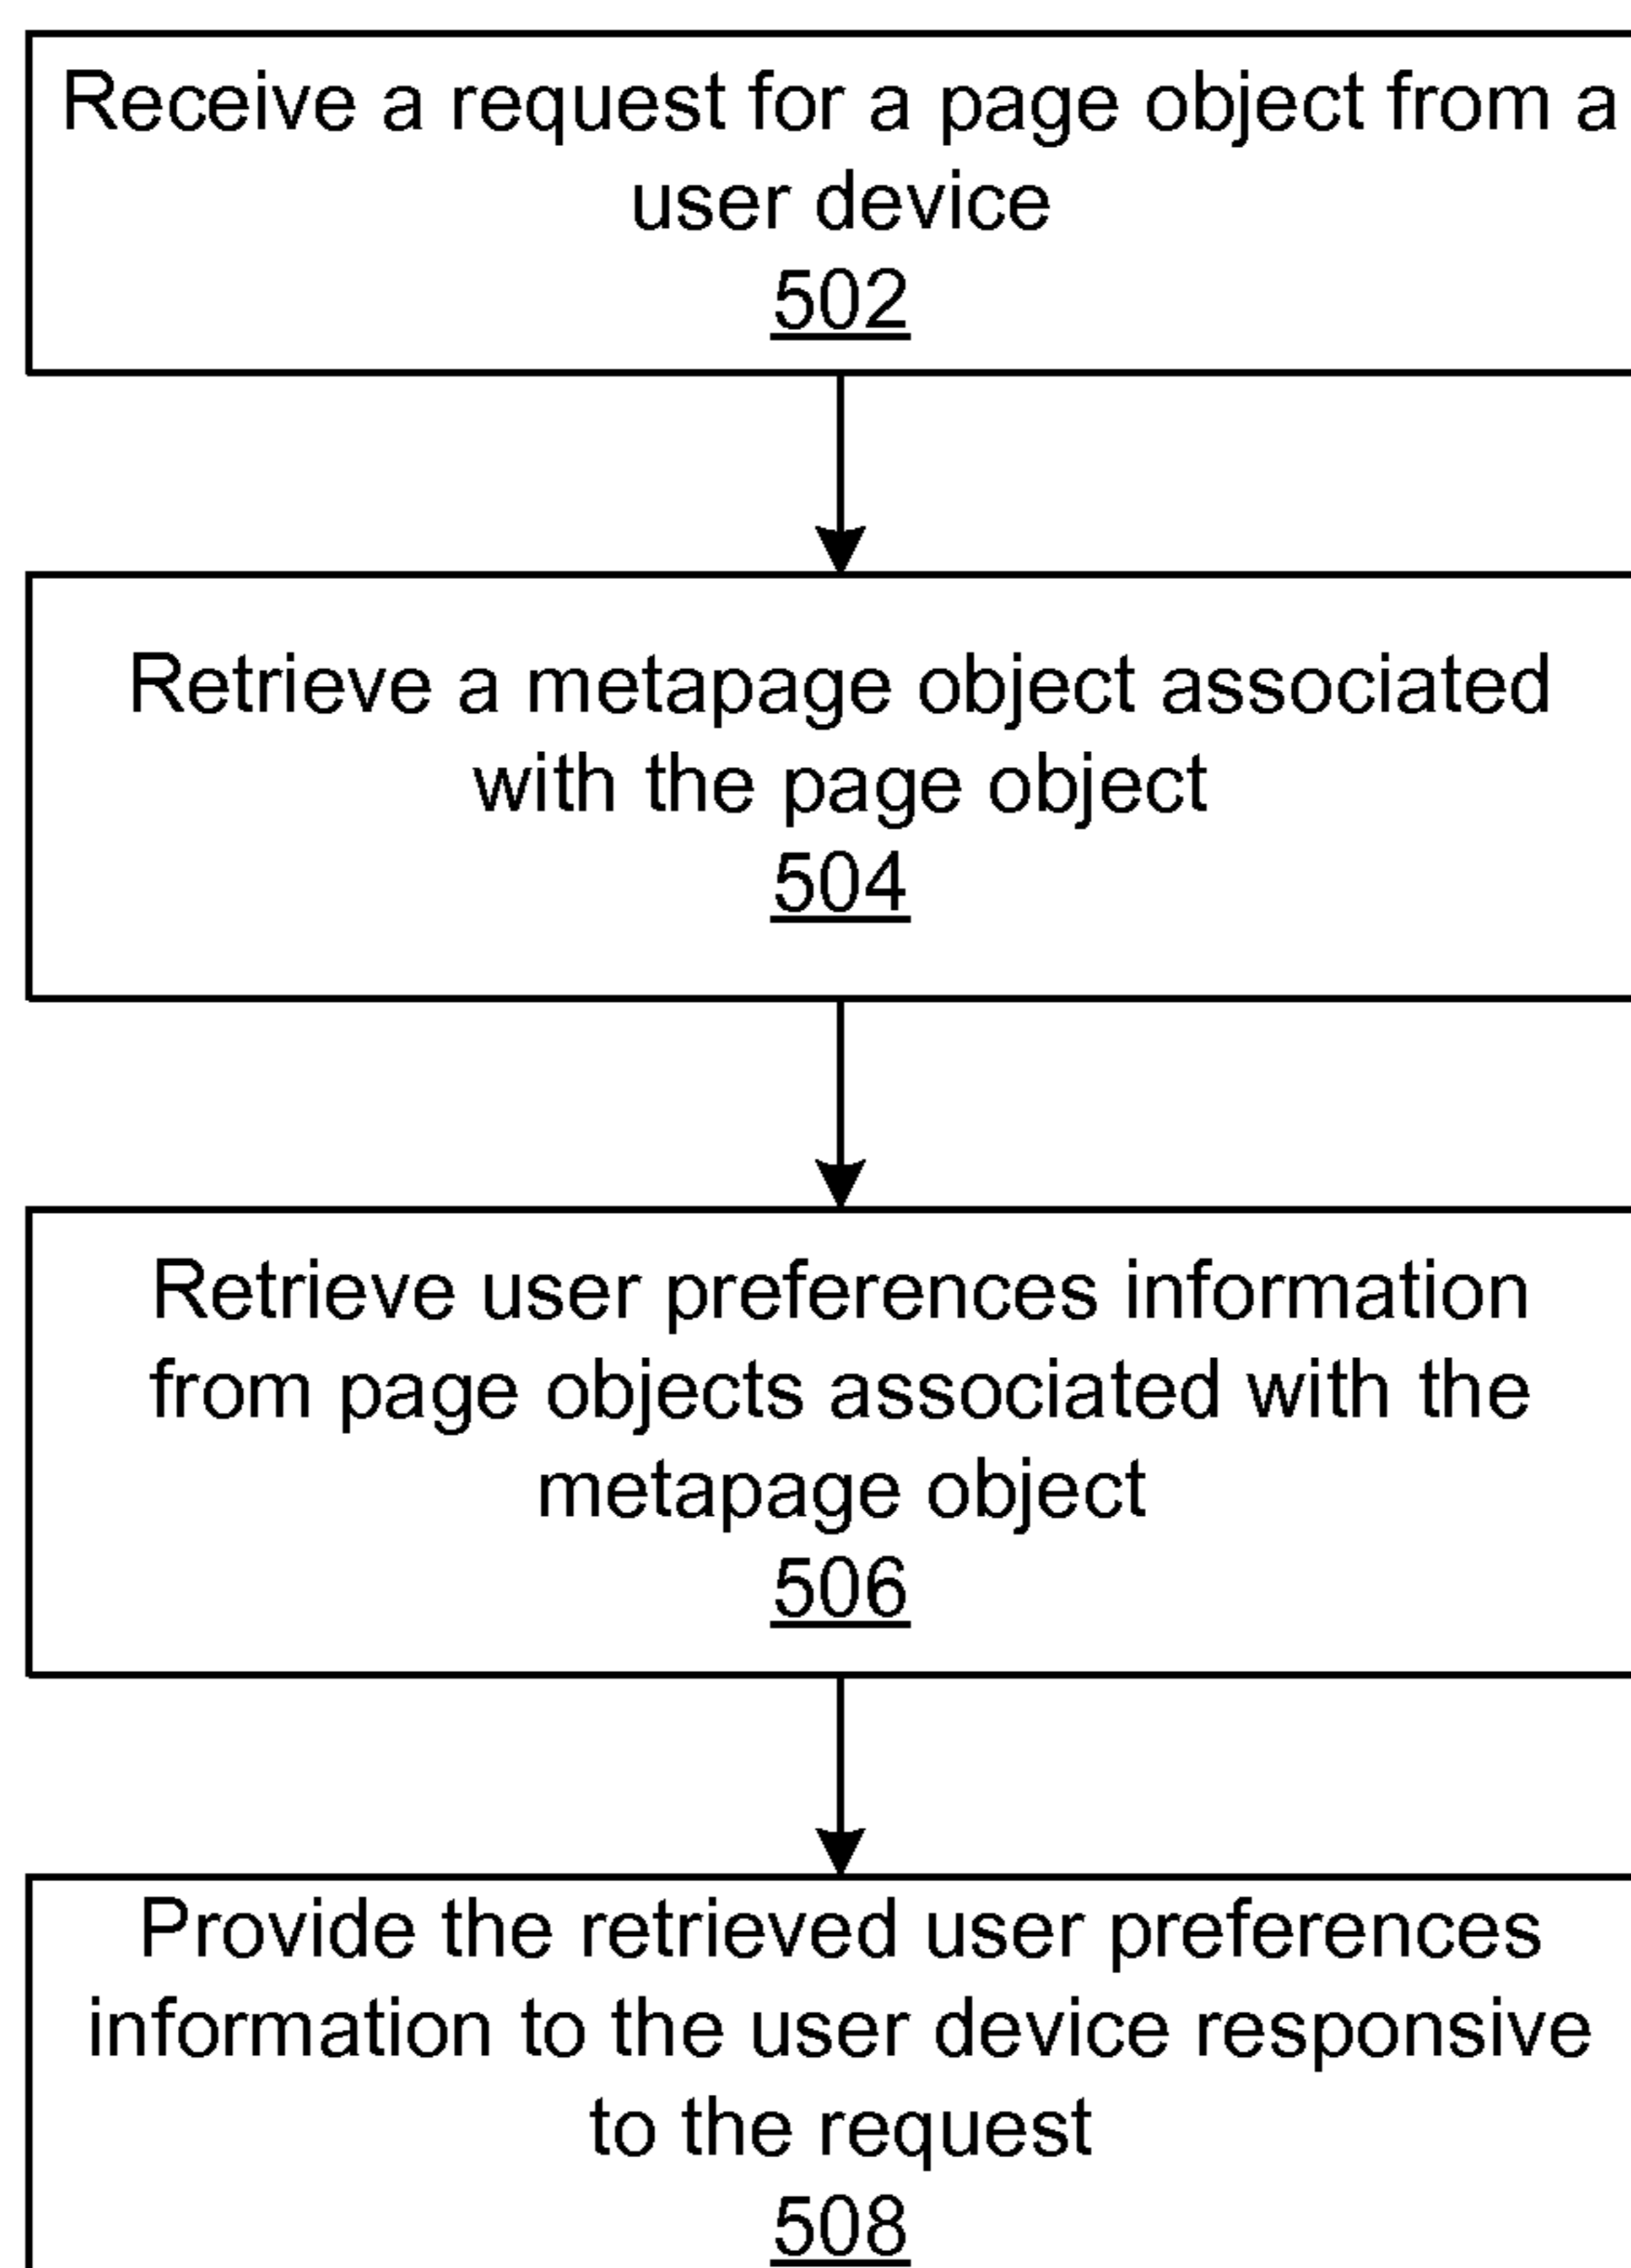 Receive a request for a page object from a
user device
502
Retrieve a metapage object associated
with the page object
504
Retrieve user preferences information
from page objects associated with the
metapage object
506
Provide the retrieved user preferences
information to the user device responsive
to the request
508